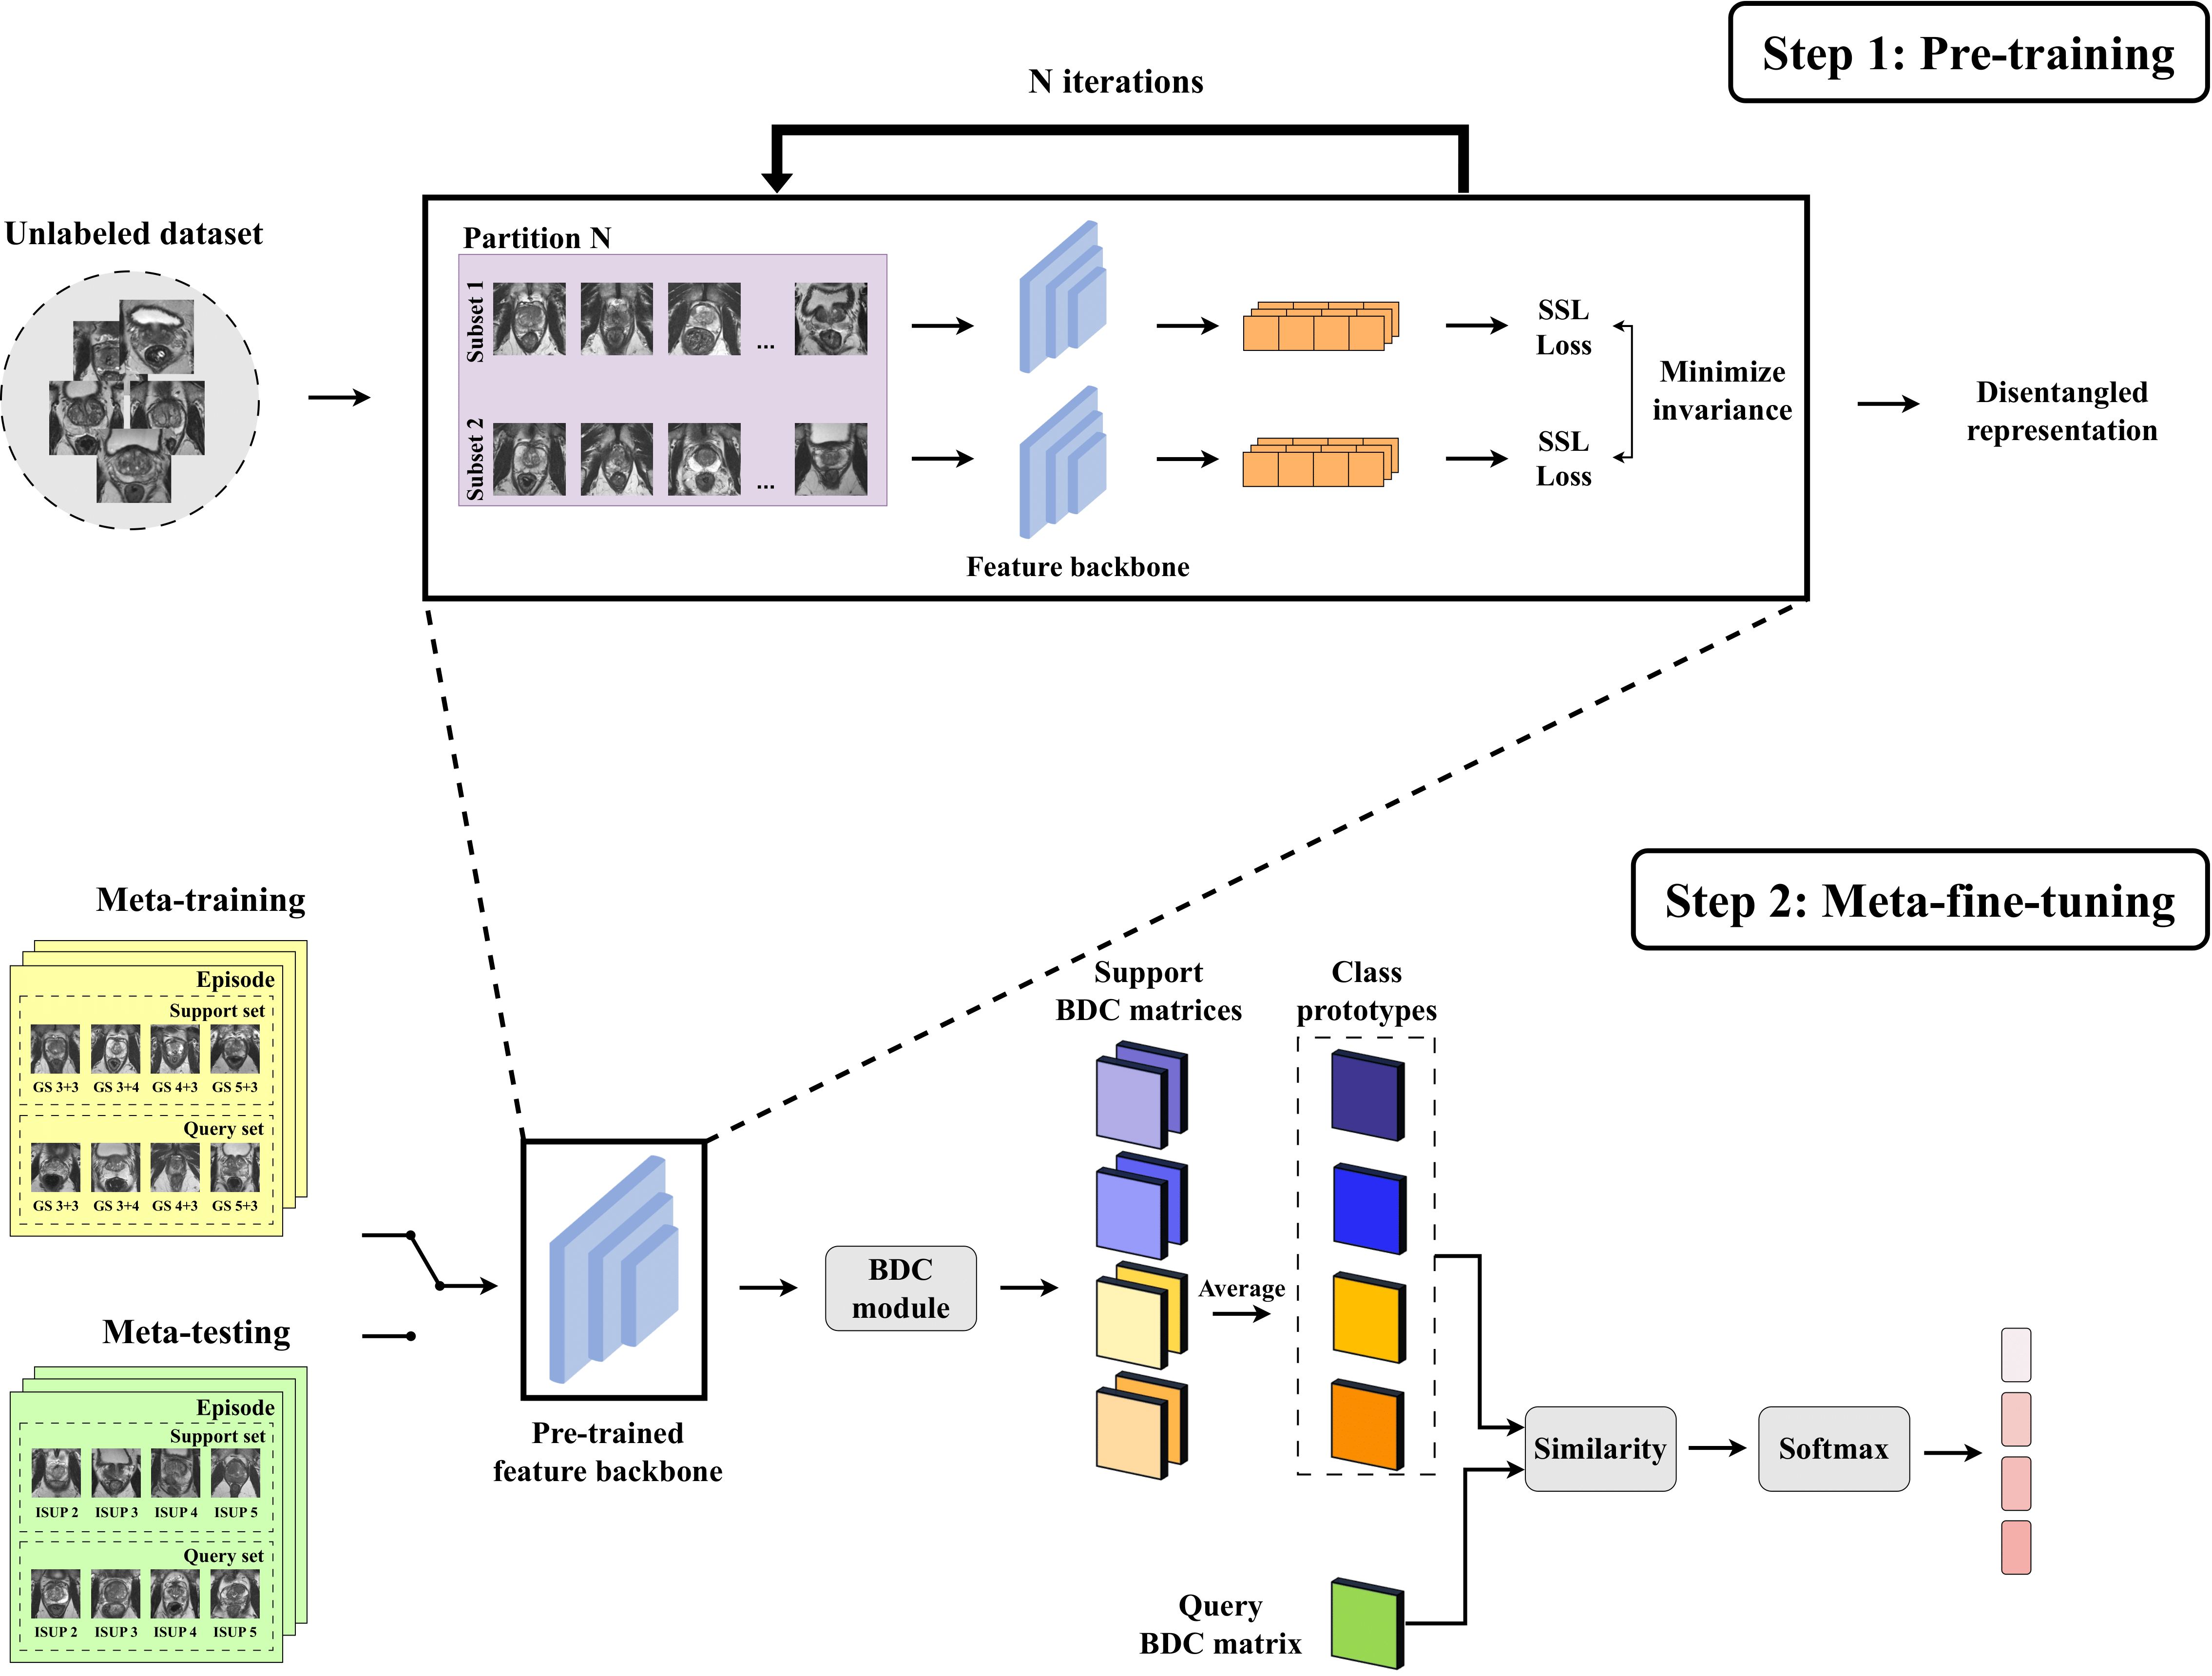 Step 1: Pre-training
N iterations
Unlabeled dataset
Partition N
Subset 1
...
Subset 2
...
Feature backbone
SSL
Loss
SSL
Loss
Minimize
invariance
Disentangled
representation
Step 2: Meta-fine-tuning
Meta-training
Episode
Support set
GS 3+3 GS 3+4 GS 4+3 GS 5+3
Query set
GS 3+3 GS 3+4 GS 4+3 GS 5+3
Meta-testing
Episode
Support set
ISUP 2 ISUP 3 ISUP 4 ISUP 5
Query set
ISUP 2 ISUP 3 ISUP 4 ISUP 5
Pre-trained
feature backbone
BDC
module
Support
BDC matrices
Average
Class
prototypes
Query
BDC matrix
Similarity
Softmax